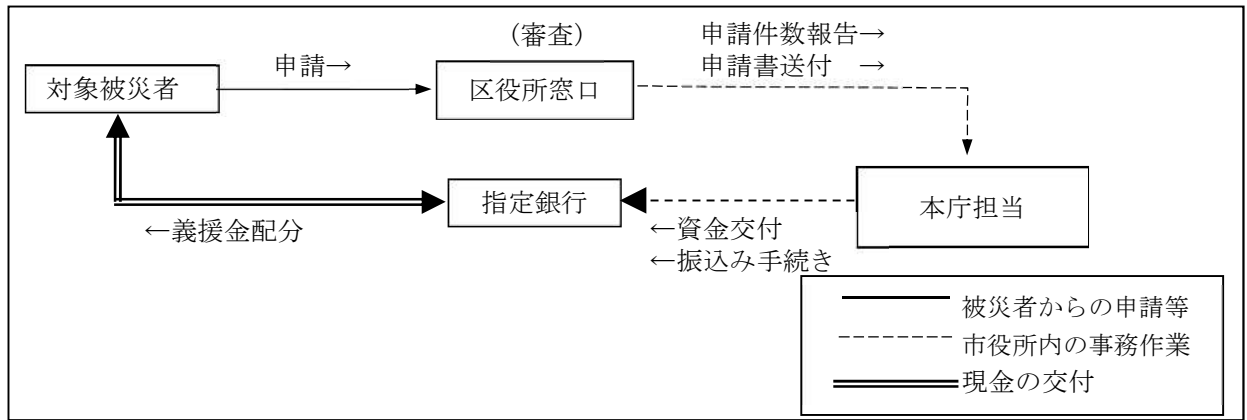 （審査）
申請件数報告→
申請→
申請書送付　→
対象被災者
区役所窓口
指定銀行
本庁担当
←義援金配分
←資金交付
←振込み手続き
被災者からの申請等
市役所内の事務作業
現金の交付